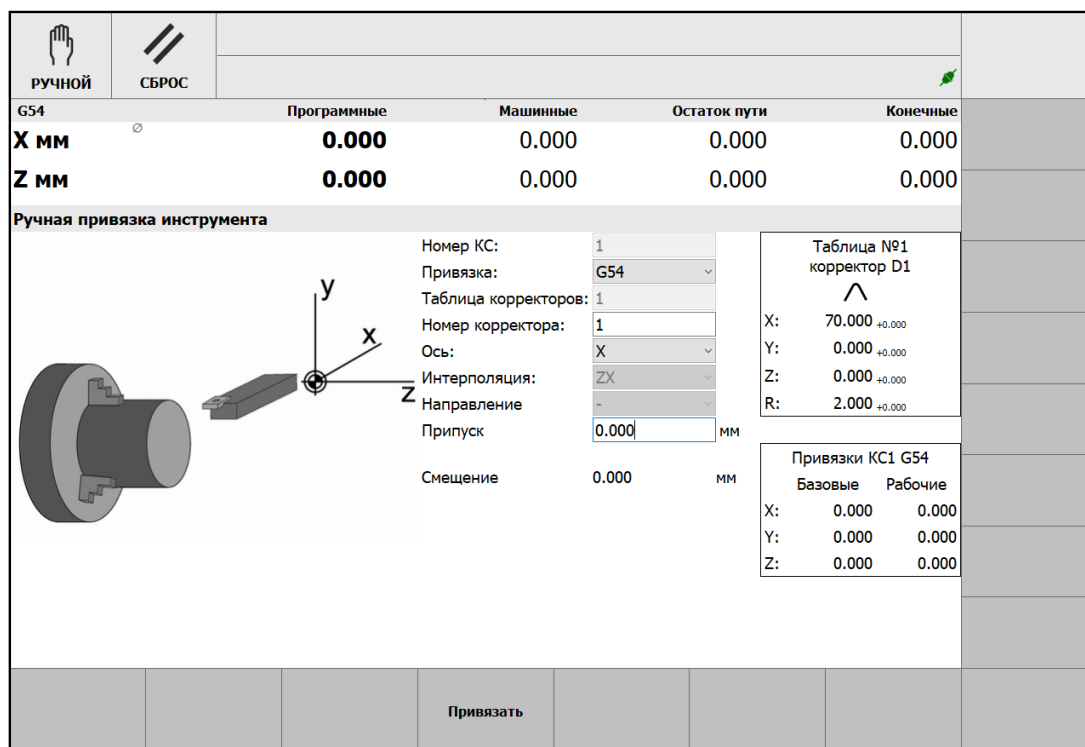 РУЧНОЙ СБРОС
G54 Программные Машинные Остаток пути Конечные
X мм ∅ 0.000 0.000 0.000 0.000
Z мм 0.000 0.000 0.000 0.000
Ручная привязка инструмента
y
x
z
Номер КС: 1
Привязка: G54
Таблица корректоров: 1
Номер корректора: 1
Ось: X
Интерполяция: ZX
Направление -
Припуск 0.000 мм
Смещение 0.000 мм
Таблица №1
корректор D1
X: 70.000 +0.000
Y: 0.000 +0.000
Z: 0.000 +0.000
R: 2.000 +0.000
Привязки КС1 G54
Базовые Рабочие
X: 0.000 0.000
Y: 0.000 0.000
Z: 0.000 0.000
Привязать